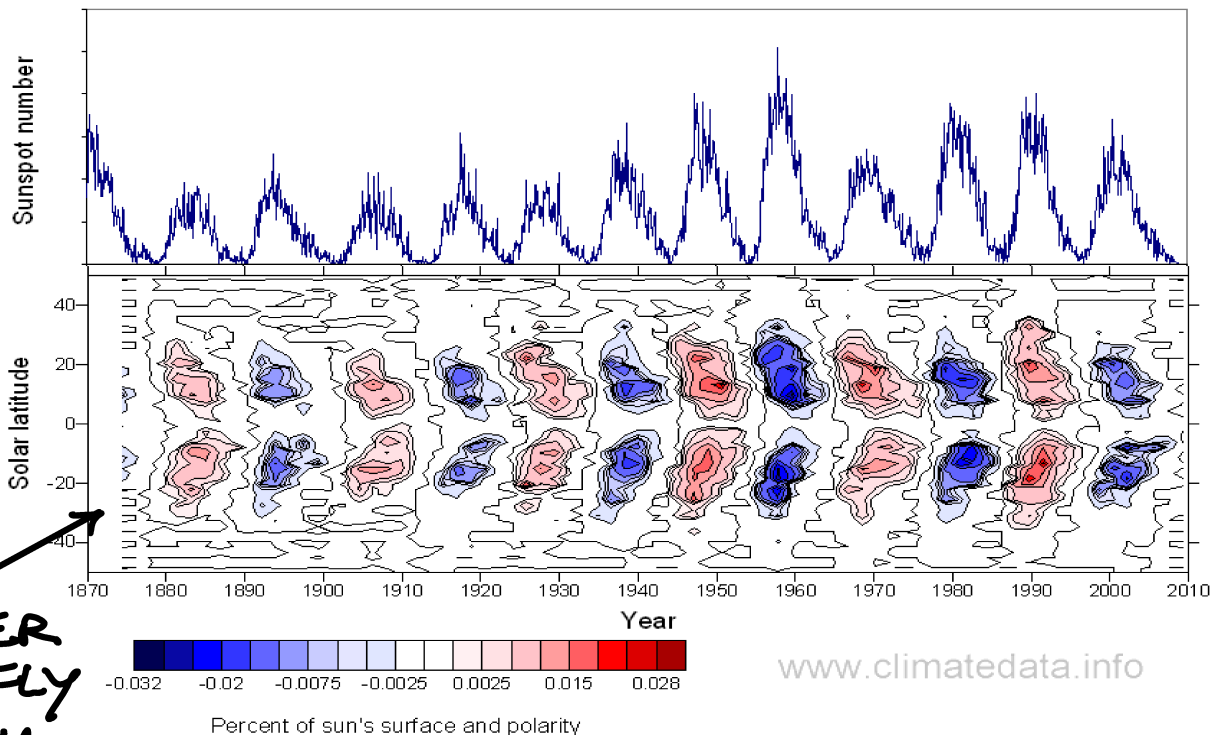 Sunspot number
40
20
0
-20
-40
Solar latitude
1870 1880 1890 1900 1910 1920 1930 1940 1950 1960 1970 1980 1990 2000 2010
Year
-0.032 -0.02 -0.0075 -0.0025 0.0025 0.015 0.028
www.climatedata.info
Percent of sun's surface and polarity